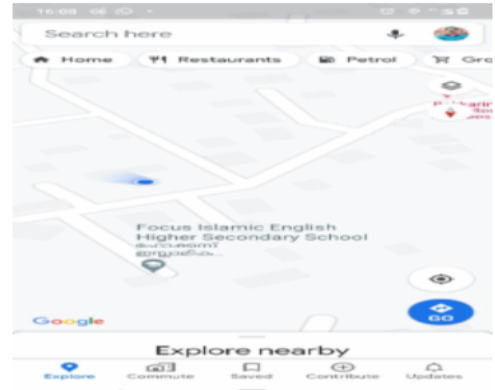 16:08
Search here
Home Restaurants Petrol Gro
Focus Islamic English
Higher Secondary School
Google
GO
Explore nearby
Explore Commute Saved Contribute Updates